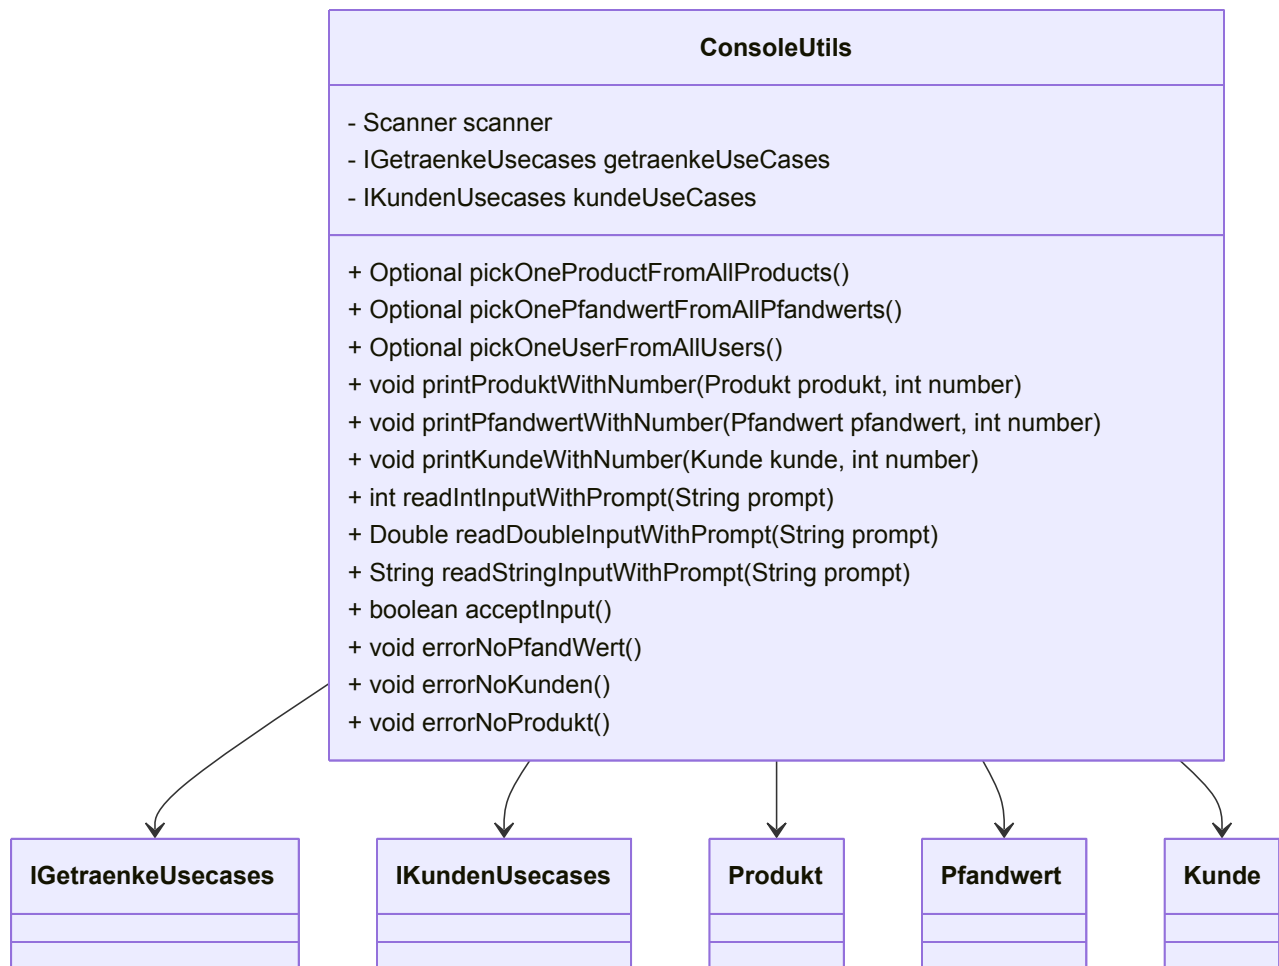 ConsoleUtils
- Scanner scanner
- IGetraenkeUsecases getraenkeUseCases
- IKundenUsecases kundeUseCases
+ Optional pickOneProductFromAllProducts()
+ Optional pickOnePfandwertFromAllPfandwerts()
+ Optional pickOneUserFromAllUsers()
+ void printProduktWithNumber(Produkt produkt, int number)
+ void printPfandwertWithNumber(Pfandwert pfandwert, int number)
+ void printKundeWithNumber(Kunde kunde, int number)
+ int readIntInputWithPrompt(String prompt)
+ Double readDoubleInputWithPrompt(String prompt)
+ String readStringInputWithPrompt(String prompt)
+ boolean acceptInput()
+ void errorNoPfandWert()
+ void errorNoKunden()
+ void errorNoProdukt()
IGetraenkeUsecases
IKundenUsecases
Produkt
Pfandwert
Kunde